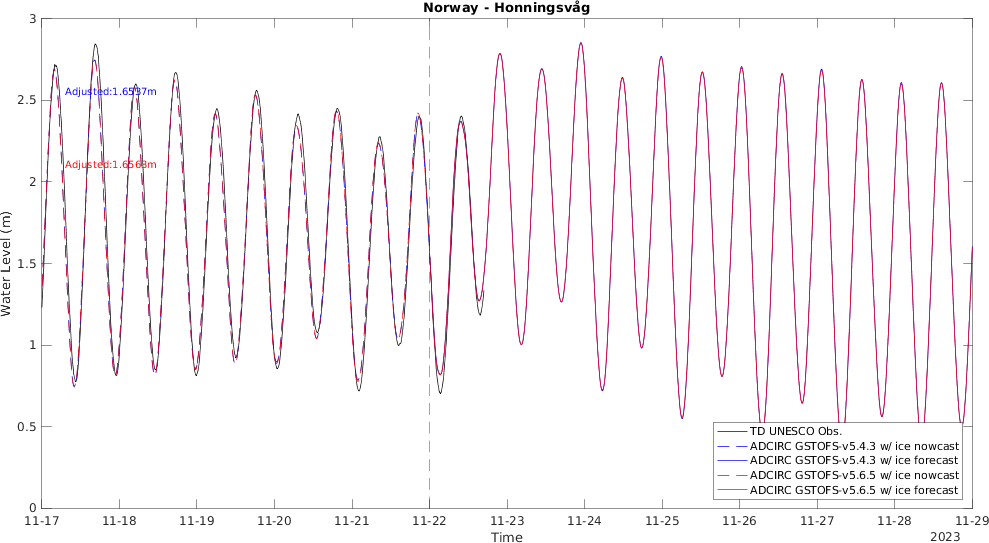 Norway - Honningsvåg
3
2.5
2
1.5
1
0.5
0
Water Level (m)
Adjusted:1.6537m
Adjusted:1.6563m
TD UNESCO Obs.
ADCIRC GSTOFS-v5.4.3 w/ ice nowcast
ADCIRC GSTOFS-v5.4.3 w/ ice forecast
ADCIRC GSTOFS-v5.6.5 w/ ice nowcast
ADCIRC GSTOFS-v5.6.5 w/ ice forecast
11-17 11-18 11-19 11-20 11-21 11-22 11-23 11-24 11-25 11-26 11-27 11-28 11-29
Time
2023